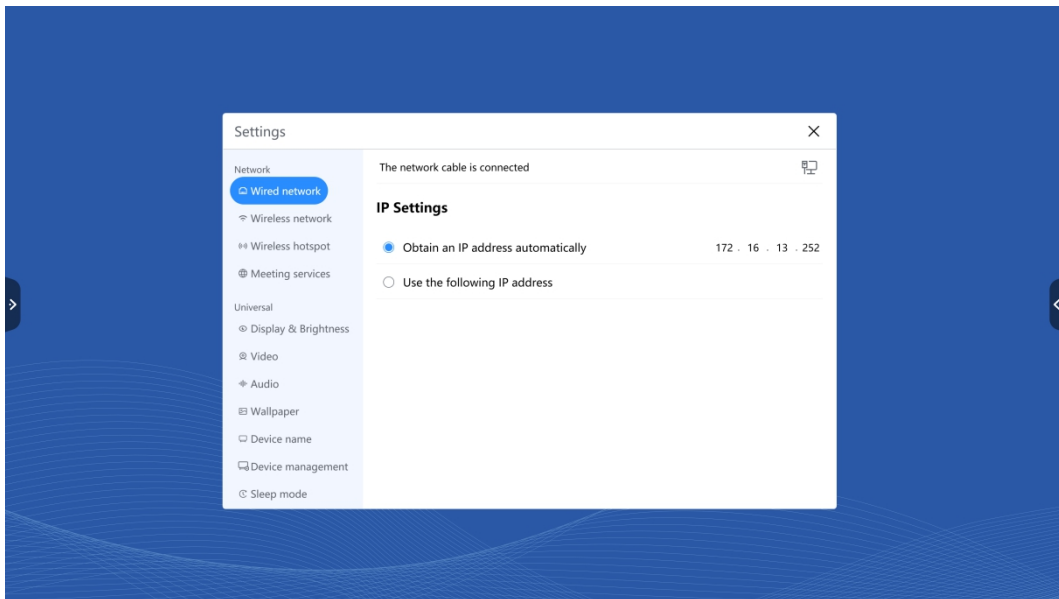 Settings
Network
Wired network
Wireless network
Wireless hotspot
Meeting services
Universal
Display & Brightness
Video
Audio
Wallpaper
Device name
Device management
Sleep mode
The network cable is connected
IP Settings
Obtain an IP address automatically 172 . 16 . 13 . 252
Use the following IP address